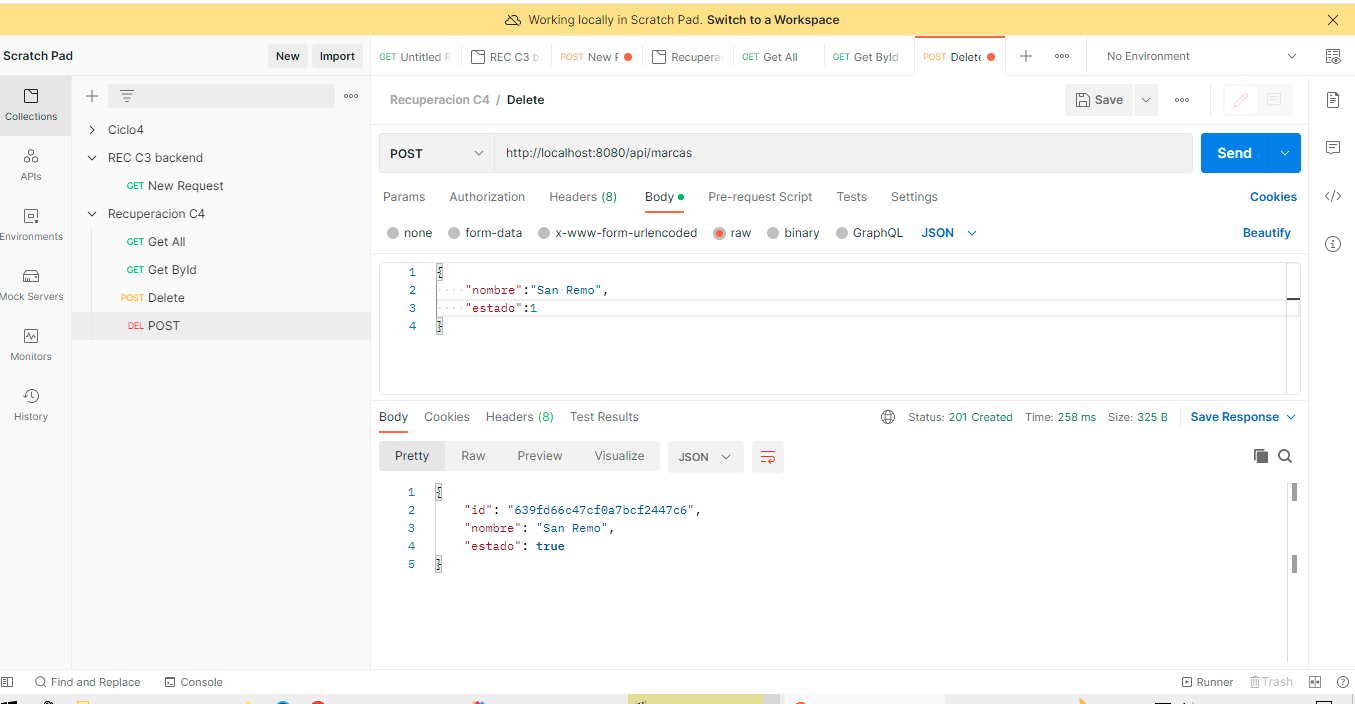 Working locally in Scratch Pad. Switch to a Workspace
Scratch Pad
New
Import
GET Untitled R
REC C3 b
POST New F
Recupera
GET Get All
GET Get ById
POST Delete
No Environment
Collections
APIs
Environments
Mock Servers
Monitors
History
Ciclo4
REC C3 backend
GET New Request
Recuperacion C4
GET Get All
GET Get ById
POST Delete
DEL POST
Recuperacion C4 / Delete
Save
POST
http://localhost:8080/api/marcas
Send
Params
Authorization
Headers (8)
Body
Pre-request Script
Tests
Settings
Cookies
none
form-data
x-www-form-urlencoded
raw
binary
GraphQL
JSON
Beautify
1 {
2 "nombre":"San Remo",
3 "estado":1
4 }
Body
Cookies
Headers (8)
Test Results
Status: 201 Created
Time: 258 ms
Size: 325 B
Save Response
Pretty
Raw
Preview
Visualize
JSON
1 {
2 "id": "639fd66c47cf0a7bcf2447c6",
3 "nombre": "San Remo",
4 "estado": true
5 }
Find and Replace
Console
Runner
Trash